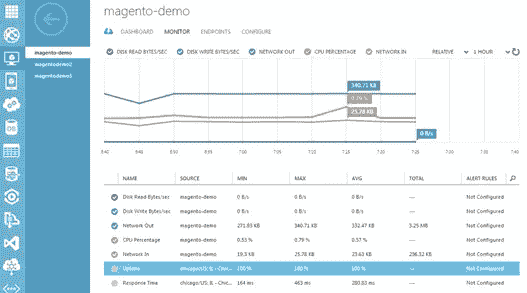 magento-demo
DASHBOARD MONITOR ENDPOINTS CONFIGURE
magento-demo
magentodemo2
DISK READ BYTES/SEC DISK WRITE BYTES/SEC NETWORK OUT CPU PERCENTAGE NETWORK IN RELATIVE 1 HOUR
340.71 KB
0.79 %
25.78 KB
0 B/s
6:40 6:45 6:50 6:55 7:05 7:10 7:15 7:20 7:25 7:30 7:35 7:40
NAME SOURCE MIN MAX AVG TOTAL ALERT RULES
Disk Read Bytes/sec magento-demo 0 B/s 0 B/s 0 B/s — Not Configured
Disk Write Bytes/sec magento-demo 0 B/s 0 B/s 0 B/s — Not Configured
Network Out magento-demo 271.83 KB 340.71 KB 332.47 KB 3.25 MB Not Configured
CPU Percentage magento-demo 0.53 % 0.79 % 0.57 % — Not Configured
Network In magento-demo 19.3 KB 25.78 KB 23.63 KB 236.32 KB Not Configured
Uptime chicago/US: IL - Chic... 100 % 100 % 100 % — Not Configured
Response Time chicago/US: IL - Chic... 164 ms 463 ms 280.83 ms — Not Configured